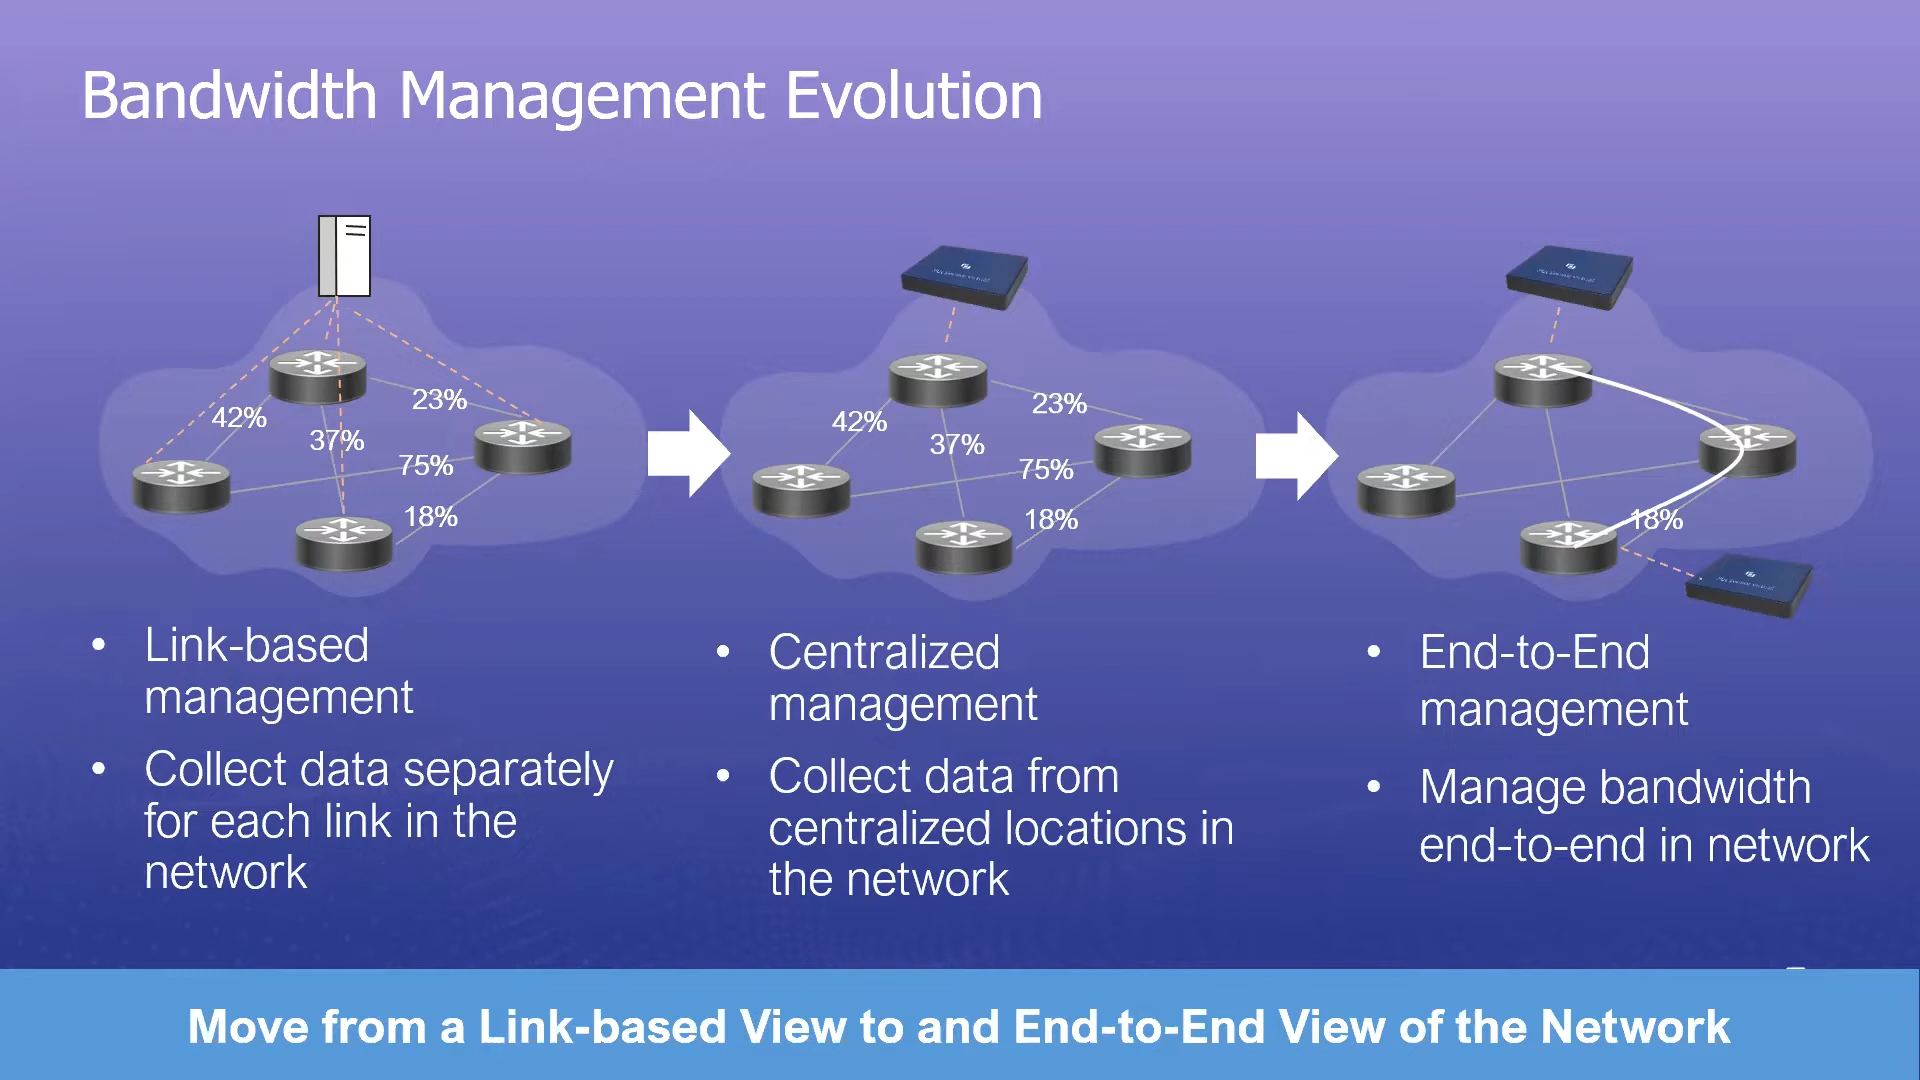 Bandwidth Management Evolution
42%
23%
37%
75%
18%
42%
23%
37%
75%
18%
18%
• Link-based
management
• Collect data separately
for each link in the
network
• Centralized
management
• Collect data from
centralized locations in
the network
• End-to-End
management
• Manage bandwidth
end-to-end in network
Move from a Link-based View to and End-to-End View of the Network